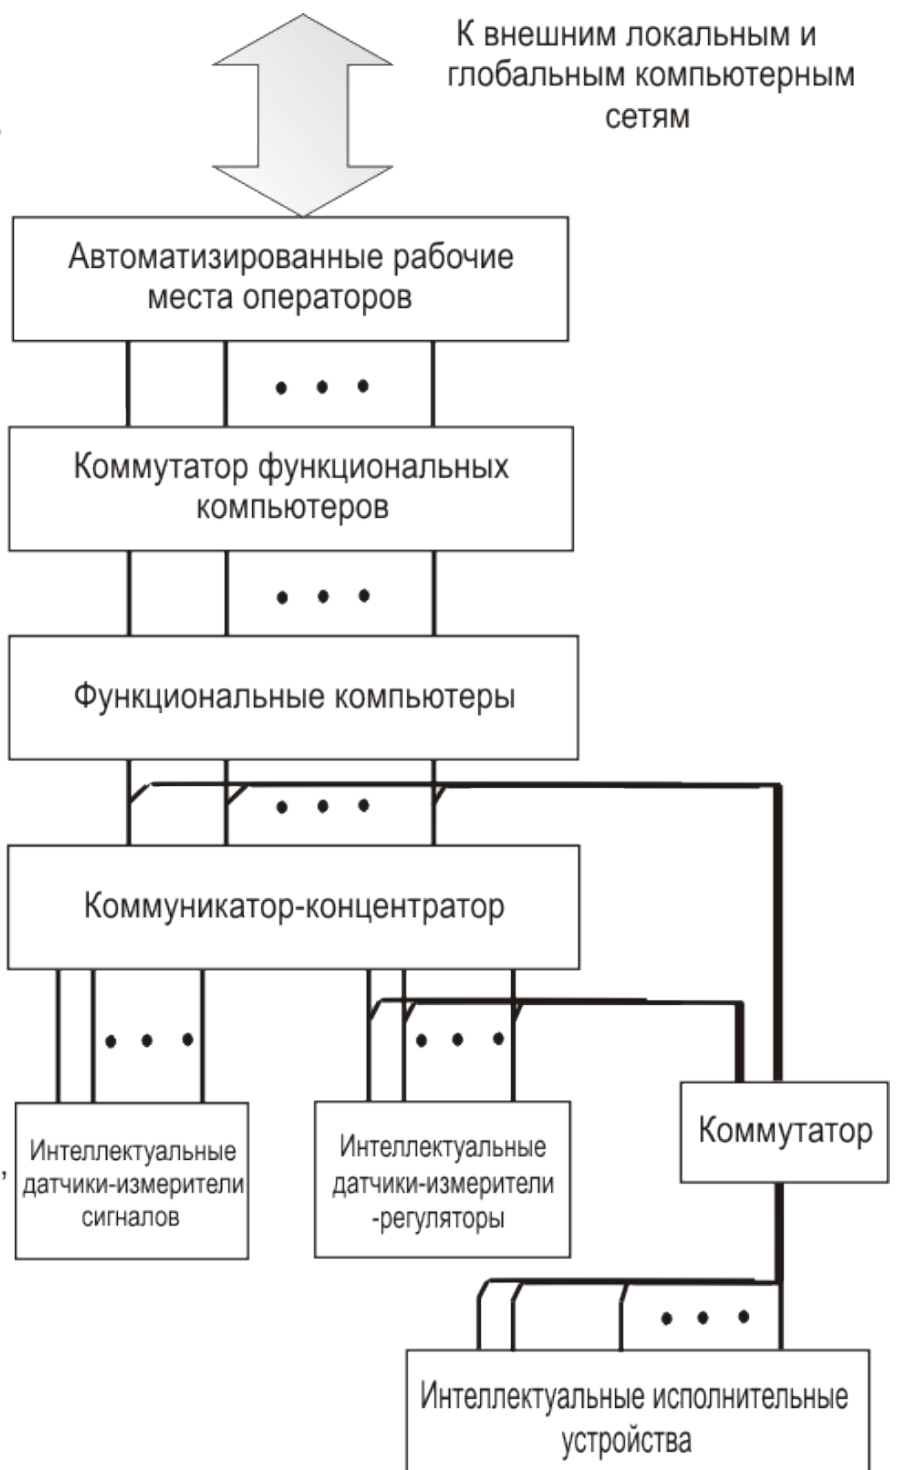 К внешним локальным и
глобальным компьютерным
сетям
Автоматизированные рабочие
места операторов
Коммутатор функциональных
компьютеров
Функциональные компьютеры
Коммуникатор-концентратор
Интеллектуальные
датчики-измерители
сигналов
Интеллектуальные
датчики-измерители
-регуляторы
Коммутатор
Интеллектуальные исполнительные
устройства